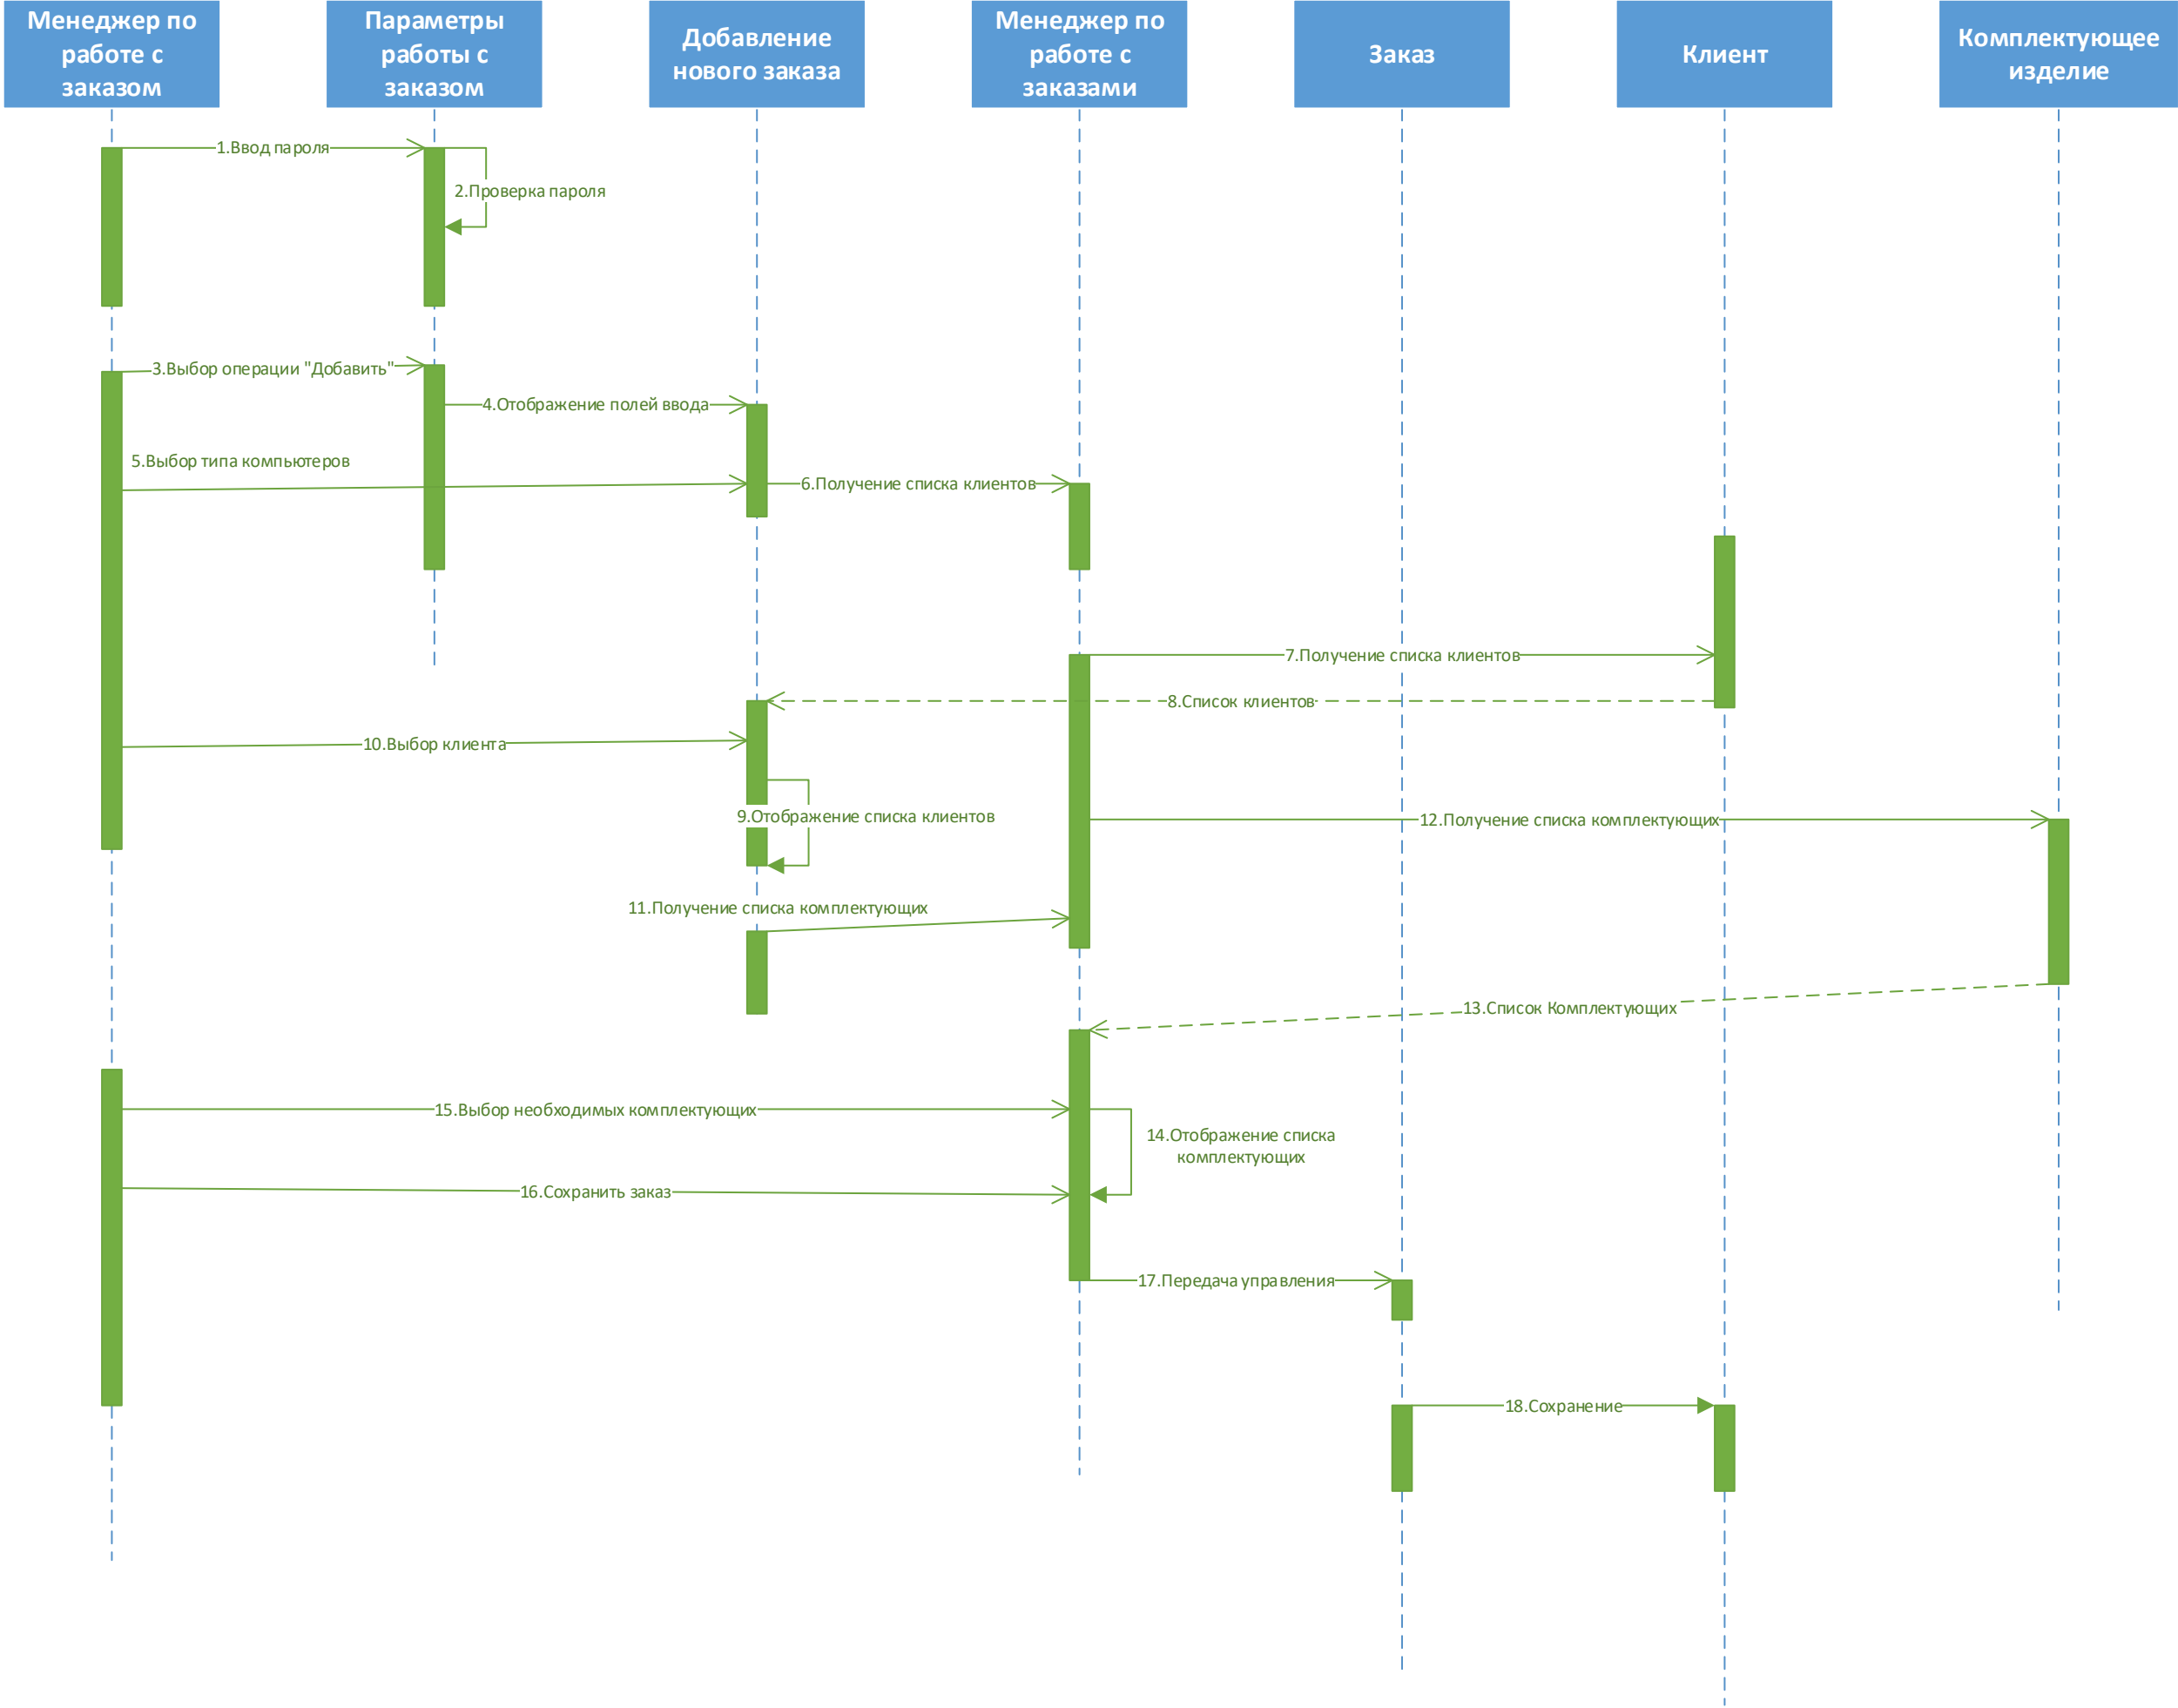 Менеджер по
работе с
заказом
Параметры
работы с
заказом
Добавление
нового заказа
Менеджер по
работе с
заказами
Заказ
Клиент
Комплектующее
изделие
1.Ввод пароля
2.Проверка пароля
3.Выбор операции "Добавить"
4.Отображение полей ввода
5.Выбор типа компьютеров
6.Получение списка клиентов
7.Получение списка клиентов
8.Список клиентов
10.Выбор клиента
9.Отображение списка клиентов
12.Получение списка комплектующих
11.Получение списка комплектующих
13.Список Комплектующих
15.Выбор необходимых комплектующих
14.Отображение списка
комплектующих
16.Сохранить заказ
17.Передача управления
18.Сохранение